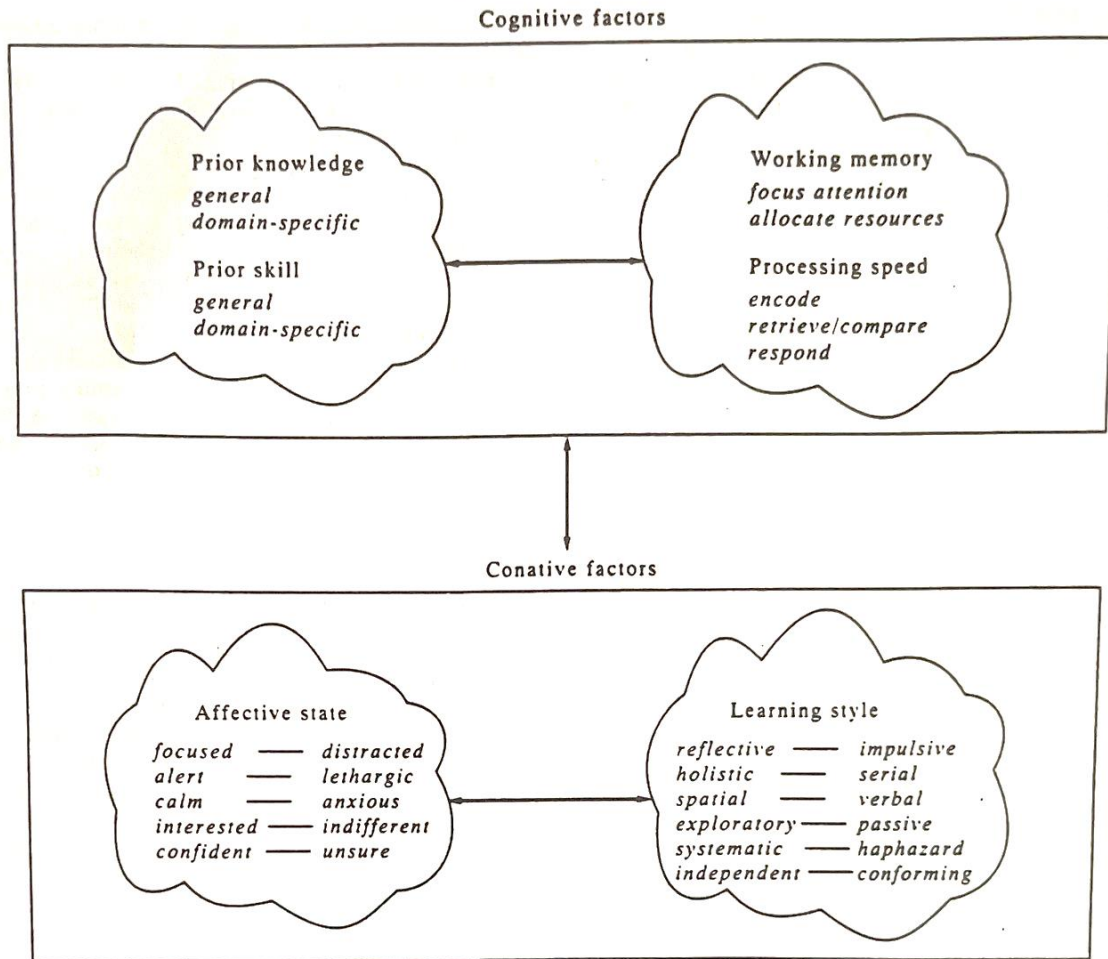 Cognitive factors
Prior knowledge
general
domain-specific
Prior skill
general
domain-specific
Working memory
focus attention
allocate resources
Processing speed
encode
retrieve/compare
respond
Conative factors
Affective state
focused — distracted
alert — lethargic
calm — anxious
interested — indifferent
confident — unsure
Learning style
reflective — impulsive
holistic — serial
spatial — verbal
exploratory — passive
systematic — haphazard
independent — conforming